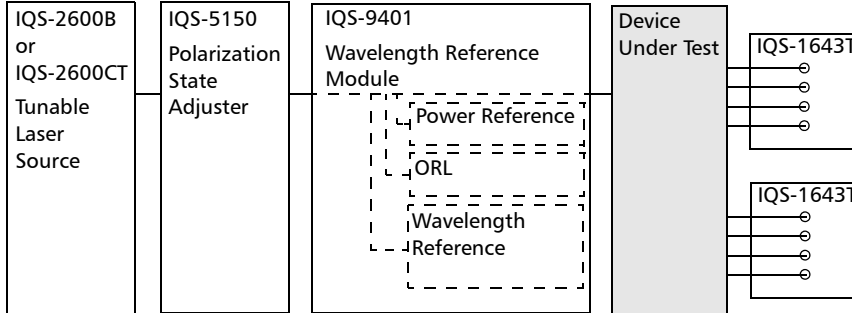 IQS-2600B
or
IQS-2600CT
Tunable
Laser
Source
IQS-5150
Polarization
State
Adjuster
IQS-9401
Wavelength Reference
Module
Power Reference
ORL
Wavelength
Reference
Device
Under Test
IQS-1643T
IQS-1643T